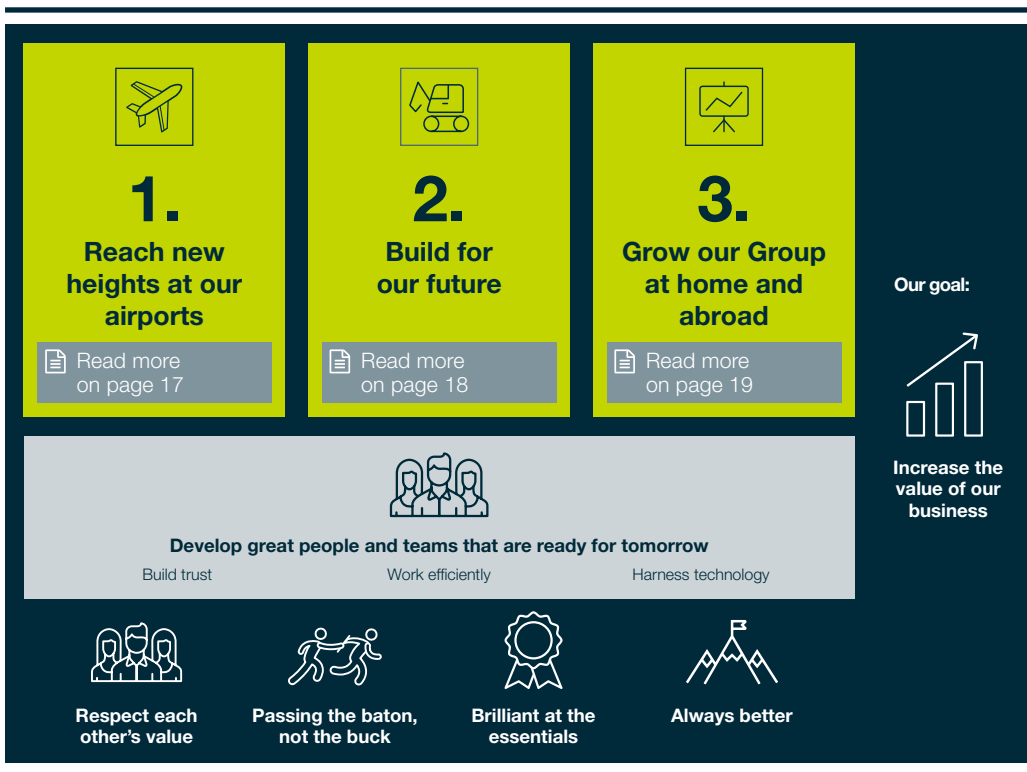 1.
Reach new
heights at our
airports
Read more
on page 17
2.
Build for
our future
Read more
on page 18
3.
Grow our Group
at home and
abroad
Read more
on page 19
Our goal:
Increase the
value of our
business
Develop great people and teams that are ready for tomorrow
Build trust
Work efficiently
Harness technology
Respect each
other’s value
Passing the baton,
not the buck
Brilliant at the
essentials
Always better